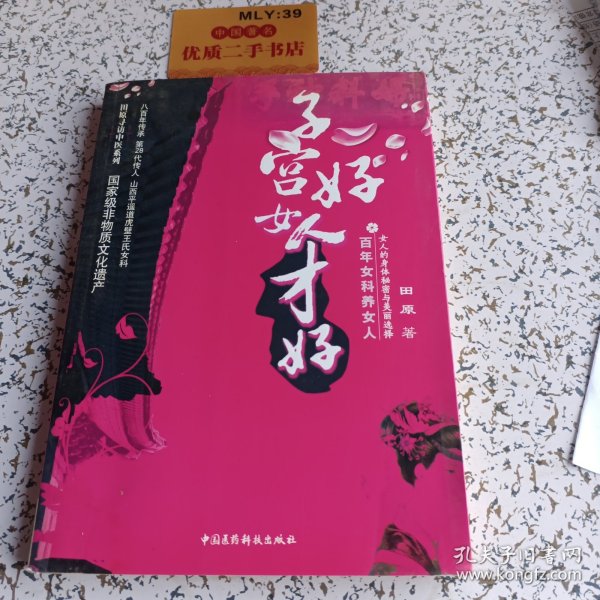 MLY:39
中国著名
优质二手书店
子宫好
女人才好
女人的身体秘密与美丽选择
百年女科养女人
田原 著
八百年传承 第28代传人 山西平遥道虎壁王氏女科
田原寻访中医系列
国家级非物质文化遗产
中国医药科技出版社
孔夫子旧书网
www.kongfz.com